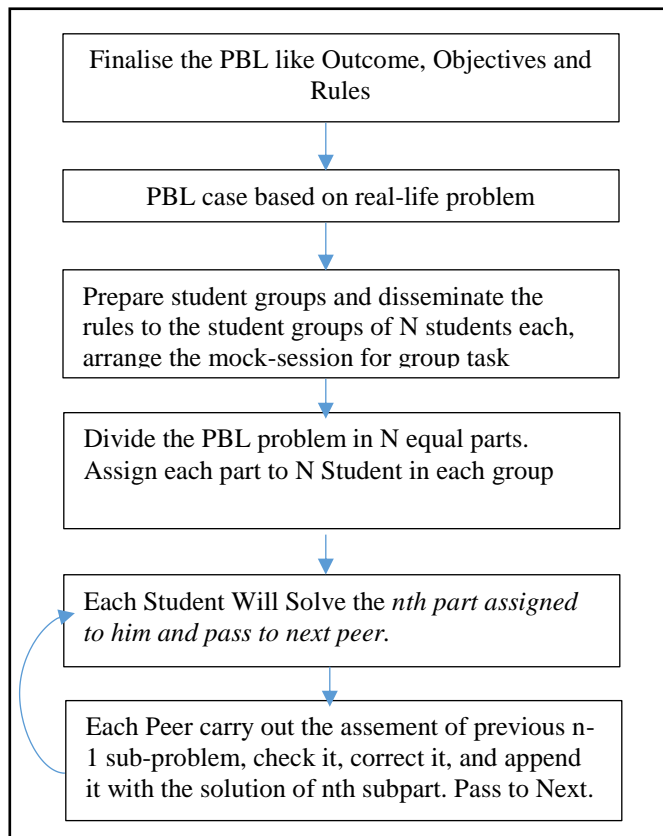 Finalise the PBL like Outcome, Objectives and
Rules
PBL case based on real-life problem
Prepare student groups and disseminate the
rules to the student groups of N students each,
arrange the mock-session for group task
Divide the PBL problem in N equal parts.
Assign each part to N Student in each group
Each Student Will Solve the nth part assigned
to him and pass to next peer.
Each Peer carry out the assement of previous n-
1 sub-problem, check it, correct it, and append
it with the solution of nth subpart. Pass to Next.